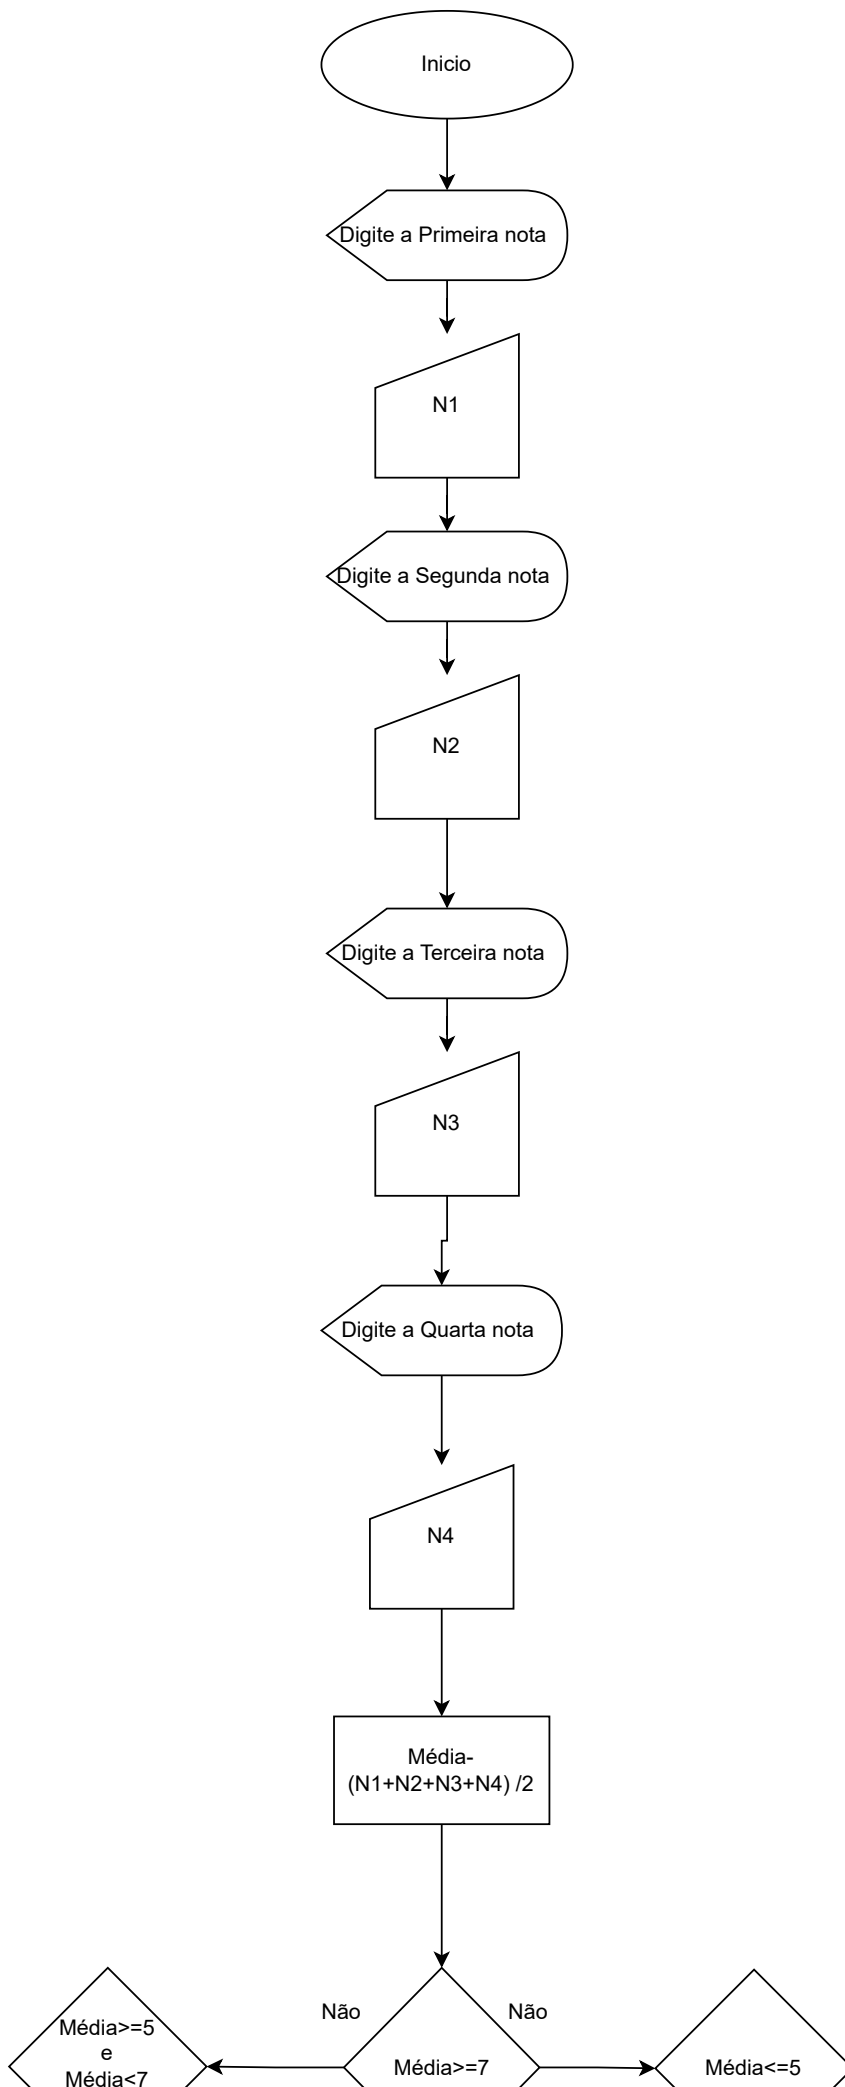 Inicio
Digite a Primeira nota
N1
Digite a Segunda nota
N2
Digite a Terceira nota
N3
Digite a Quarta nota
N4
Média-
(N1+N2+N3+N4) /2
Não
Não
Média>=5
e
Média<7
Média>=7
Média<=5